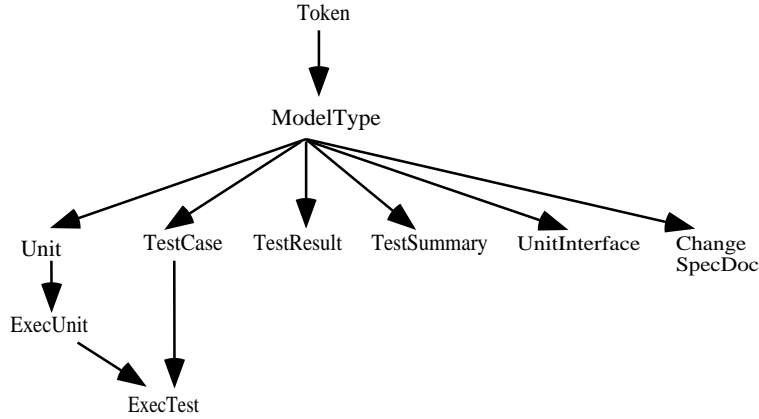 Token
ModelType
Unit
TestCase
TestResult
TestSummary
UnitInterface
Change
SpecDoc
ExecUnit
ExecTest